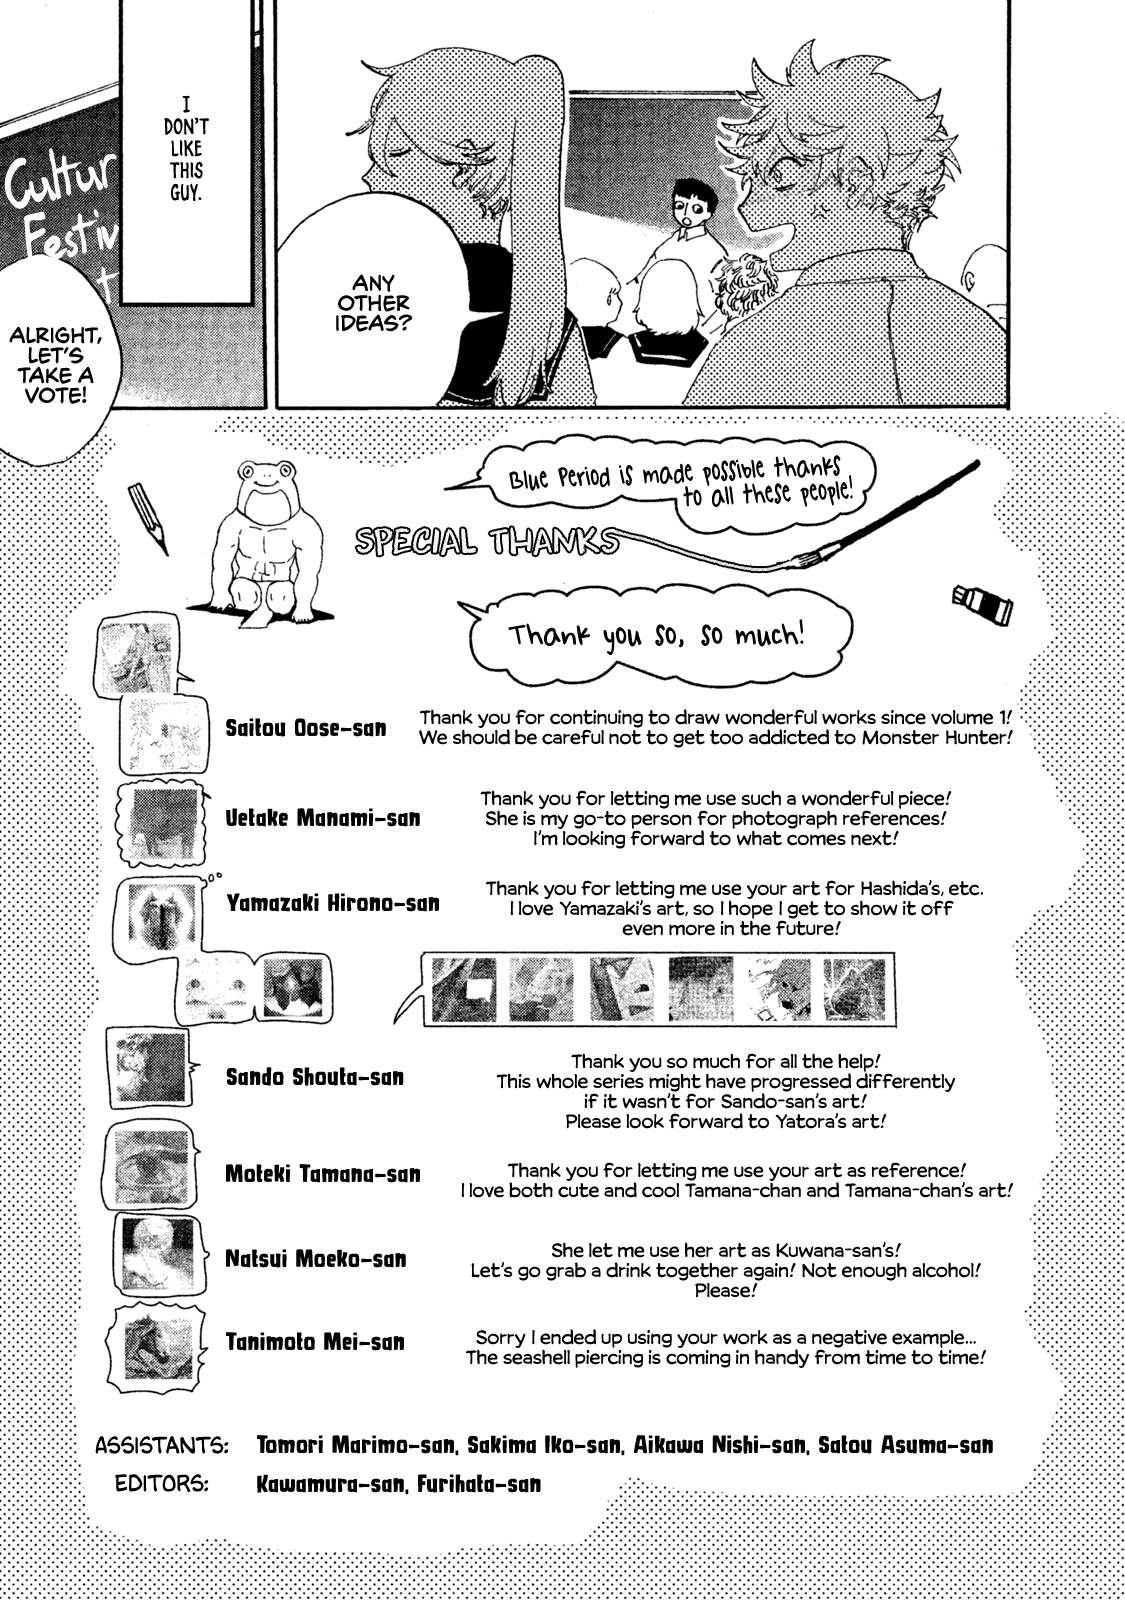 ANY
OTHER
IDEAS?
I
DON'T
LIKE
THIS
GUY.
Cultur
Festiv
t
ALRIGHT,
LET'S
TAKE A
VOTE!
Blue Period is made possible thanks
to all these people!
SPECIAL THANKS
Thank you so, so much!
Saitou Oose-san
Thank you for continuing to draw wonderful works since volume 1!
We should be careful not to get too addicted to Monster Hunter!
Uetake Manami-san
Thank you for letting me use such a wonderful piece!
She is my go-to person for photograph references!
I'm looking forward to what comes next!
Yamazaki Hirono-san
Thank you for letting me use your art for Hashida's, etc.
I love Yamazaki's art, so I hope I get to show it off
even more in the future!
Sando Shouta-san
Thank you so much for all the help!
This whole series might have progressed differently
if it wasn't for Sando-san's art!
Please look forward to Yatora's art!
Moteki Tamana-san
Thank you for letting me use your art as reference!
I love both cute and cool Tamana-chan and Tamana-chan's art!
Natsui Moeko-san
She let me use her art as Kuwana-san's!
Let's go grab a drink together again! Not enough alcohol!
Please!
Tanimoto Mei-san
Sorry I ended up using your work as a negative example...
The seashell piercing is coming in handy from time to time!
ASSISTANTS: Tomori Marimo-san, Sakima Iko-san, Aikawa Nishi-san, Satou Asuma-san
EDITORS: Kawamura-san, Furihata-san